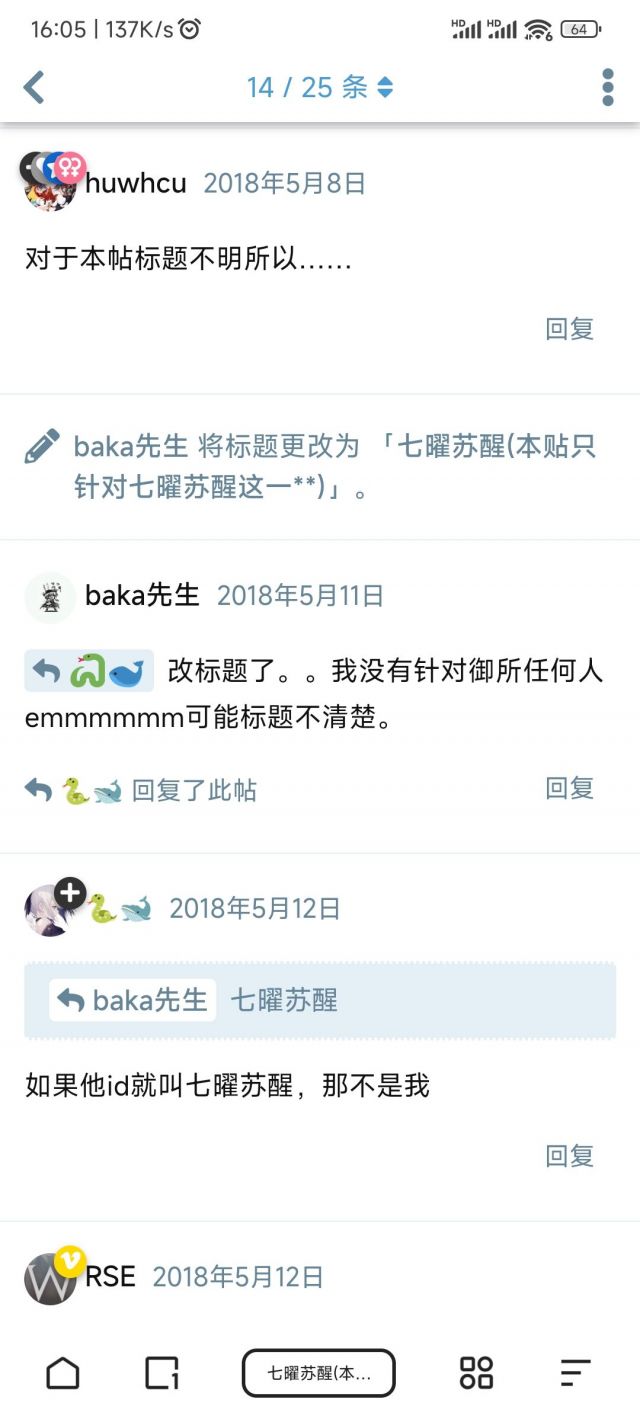 16:05 | 137K/s
HD HD 6 64
14 / 25 条
huwhcu 2018年5月8日
对于本帖标题不明所以……
回复
baka先生 将标题更改为 「七曜苏醒(本贴只
针对七曜苏醒这一**)」。
baka先生 2018年5月11日
🐍🐋 改标题了。。我没有针对御所任何人
emmmmmm可能标题不清楚。
🐍🐋 回复了此帖 回复
🐍🐋 2018年5月12日
baka先生 七曜苏醒
如果他id就叫七曜苏醒，那不是我
回复
RSE 2018年5月12日
1 七曜苏醒(本...